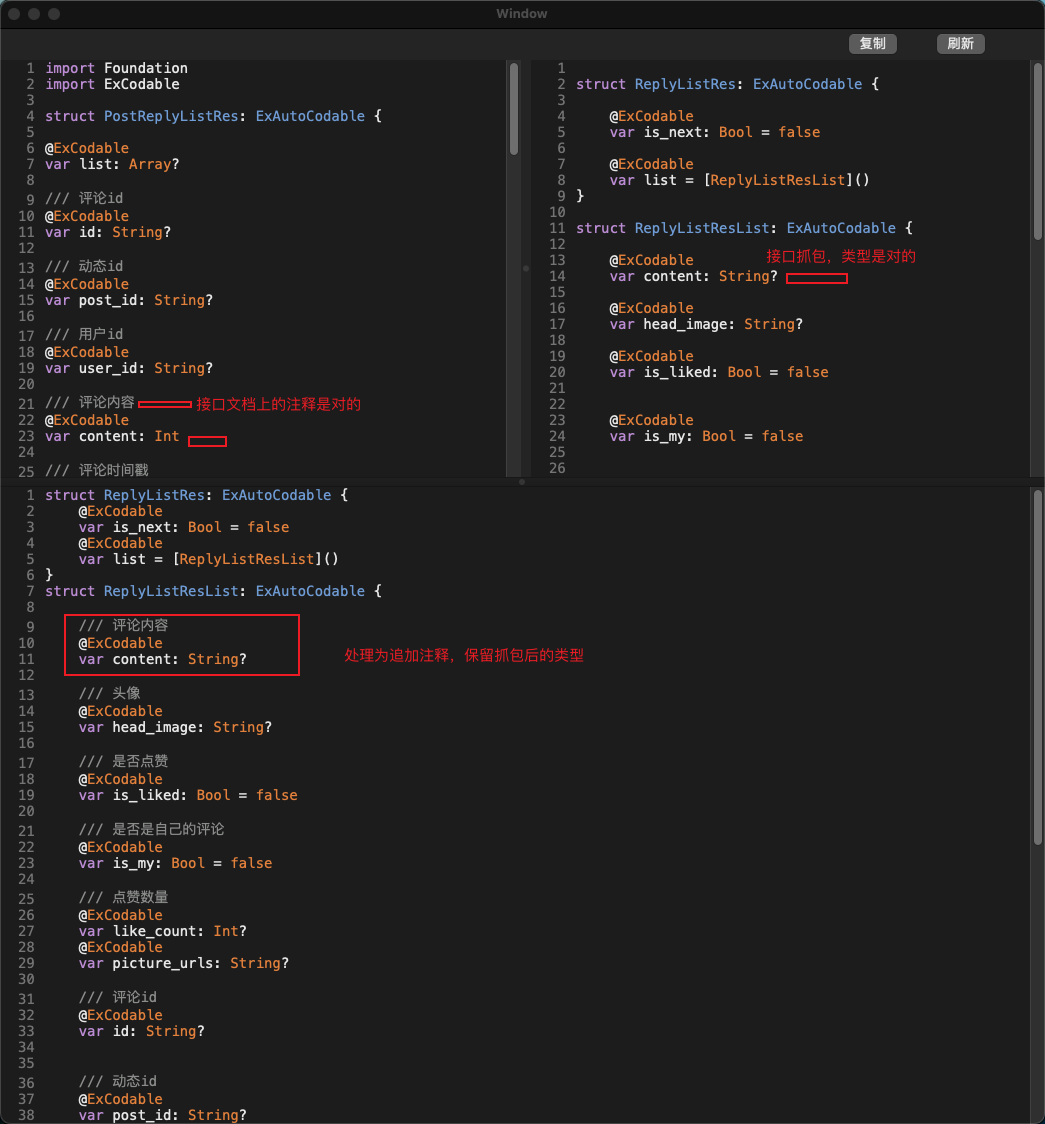 Window
复制
刷新
1 import Foundation
2 import ExCodable
3
4 struct PostReplyListRes: ExAutoCodable {
5
6 @ExCodable
7 var list: Array?
8
9 /// 评论id
10 @ExCodable
11 var id: String?
12
13 /// 动态id
14 @ExCodable
15 var post_id: String?
16
17 /// 用户id
18 @ExCodable
19 var user_id: String?
20
21 /// 评论内容 接口文档上的注释是对的
22 @ExCodable
23 var content: Int
24
25 /// 评论时间戳
1
2 struct ReplyListRes: ExAutoCodable {
3
4 @ExCodable
5 var is_next: Bool = false
6
7 @ExCodable
8 var list = [ReplyListResList]()
9 }
10
11 struct ReplyListResList: ExAutoCodable {
12
13 @ExCodable 接口抓包，类型是对的
14 var content: String?
15
16 @ExCodable
17 var head_image: String?
18
19 @ExCodable
20 var is_liked: Bool = false
21
22
23 @ExCodable
24 var is_my: Bool = false
25
26
1 struct ReplyListRes: ExAutoCodable {
2 @ExCodable
3 var is_next: Bool = false
4 @ExCodable
5 var list = [ReplyListResList]()
6 }
7 struct ReplyListResList: ExAutoCodable {
8
9 /// 评论内容
10 @ExCodable
11 var content: String? 处理为追加注释，保留抓包后的类型
12
13 /// 头像
14 @ExCodable
15 var head_image: String?
16
17 /// 是否点赞
18 @ExCodable
19 var is_liked: Bool = false
20
21 /// 是否是自己的评论
22 @ExCodable
23 var is_my: Bool = false
24
25 /// 点赞数量
26 @ExCodable
27 var like_count: Int?
28 @ExCodable
29 var picture_urls: String?
30
31 /// 评论id
32 @ExCodable
33 var id: String?
34
35
36 /// 动态id
37 @ExCodable
38 var post_id: String?